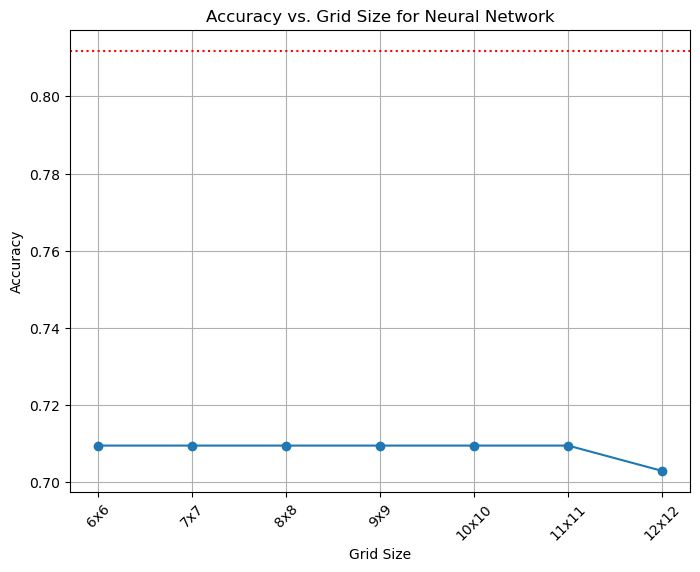 Accuracy vs. Grid Size for Neural Network
Accuracy
0.80
0.78
0.76
0.74
0.72
0.70
6x6
7x7
8x8
9x9
10x10
11x11
12x12
Grid Size